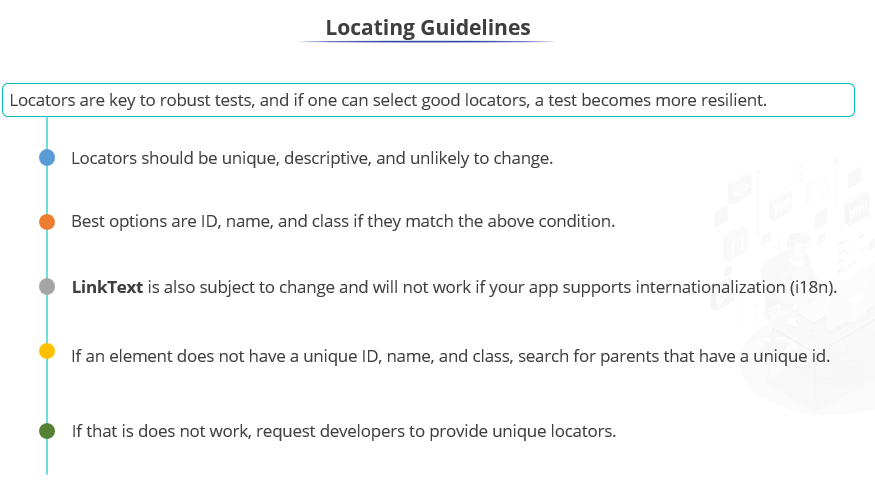 Locating Guidelines
Locators are key to robust tests, and if one can select good locators, a test becomes more resilient.
Locators should be unique, descriptive, and unlikely to change.
Best options are ID, name, and class if they match the above condition.
LinkText is also subject to change and will not work if your app supports internationalization (i18n).
If an element does not have a unique ID, name, and class, search for parents that have a unique id.
If that is does not work, request developers to provide unique locators.